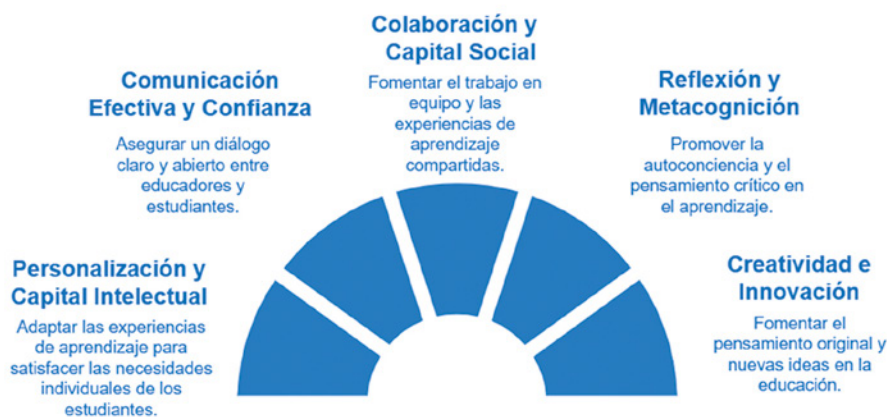 Colaboración y
Capital Social
Fomentar el trabajo en
equipo y las
experiencias de
aprendizaje
compartidas.
Comunicación
Efectiva y Confianza
Asegurar un diálogo
claro y abierto entre
educadores y
estudiantes.
Reflexión y
Metacognición
Promover la
autoconciencia y el
pensamiento crítico en
el aprendizaje.
Personalización y
Capital Intelectual
Adaptar las experiencias
de aprendizaje para
satisfacer las necesidades
individuales de los
estudiantes.
Creatividad e
Innovación
Fomentar el
pensamiento original y
nuevas ideas en la
educación.